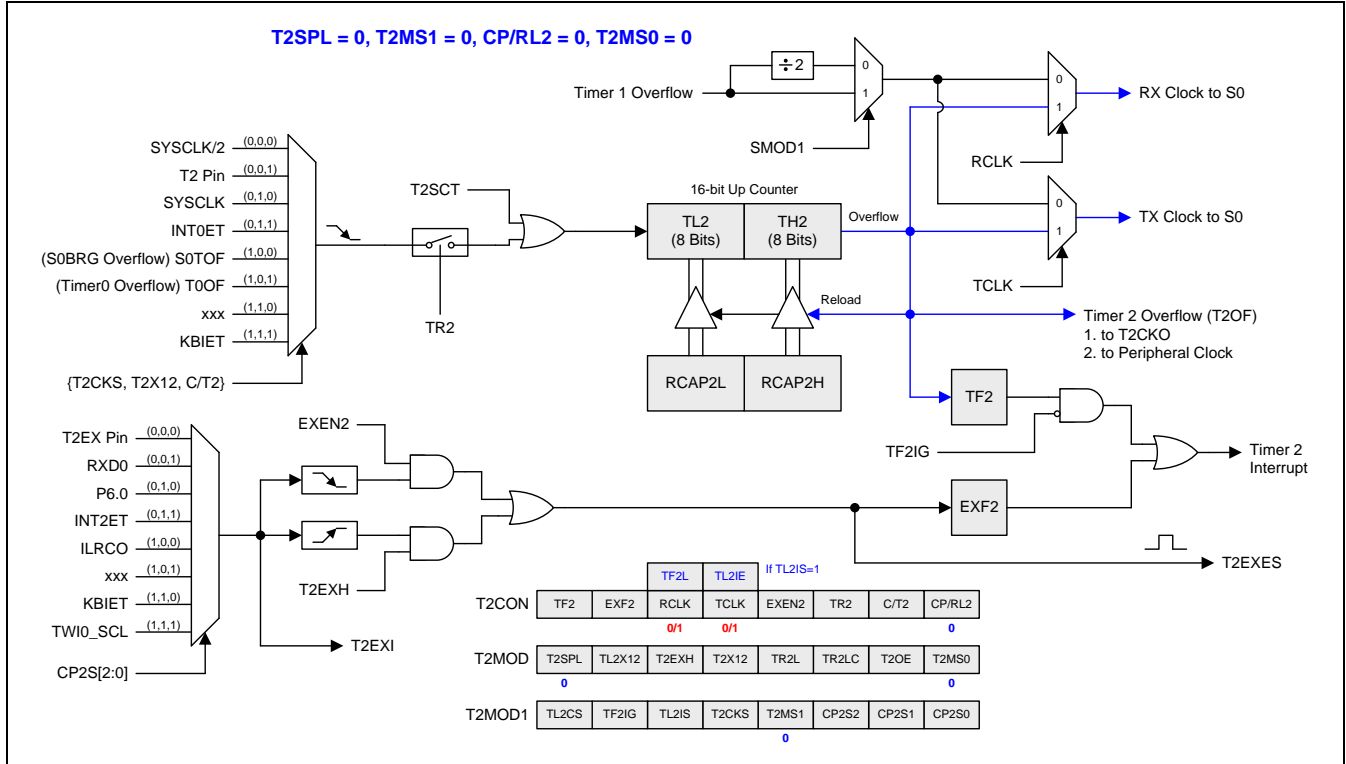 T2SPL = 0, T2MS1 = 0, CP/RL2 = 0, T2MS0 = 0
÷2
0
1
Timer 1 Overflow
SMOD1
0
1
RX Clock to S0
RCLK
0
1
TX Clock to S0
TCLK
SYSCLK/2 (0,0,0)
T2 Pin (0,0,1)
SYSCLK (0,1,0)
INT0ET (0,1,1)
(S0BRG Overflow) S0TOF (1,0,0)
(Timer0 Overflow) T0OF (1,0,1)
xxx (1,1,0)
KBIET (1,1,1)
{T2CKS, T2X12, C/T2}
TR2
T2SCT
16-bit Up Counter
TL2 TH2
(8 Bits) (8 Bits)
Overflow
Reload
RCAP2L RCAP2H
Timer 2 Overflow (T2OF)
1. to T2CKO
2. to Peripheral Clock
TF2
TF2IG
Timer 2
Interrupt
EXF2
T2EXES
T2EX Pin (0,0,0)
RXD0 (0,0,1)
P6.0 (0,1,0)
INT2ET (0,1,1)
ILRCO (1,0,0)
xxx (1,0,1)
KBIET (1,1,0)
TWI0_SCL (1,1,1)
CP2S[2:0]
EXEN2
T2EXH
T2EXI
TF2L TL2IE If TL2IS=1
T2CON TF2 EXF2 RCLK TCLK EXEN2 TR2 C/T2 CP/RL2
0/1 0/1 0
T2MOD T2SPL TL2X12 T2EXH T2X12 TR2L TR2LC T2OE T2MS0
0 0
T2MOD1 TL2CS TF2IG TL2IS T2CKS T2MS1 CP2S2 CP2S1 CP2S0
0